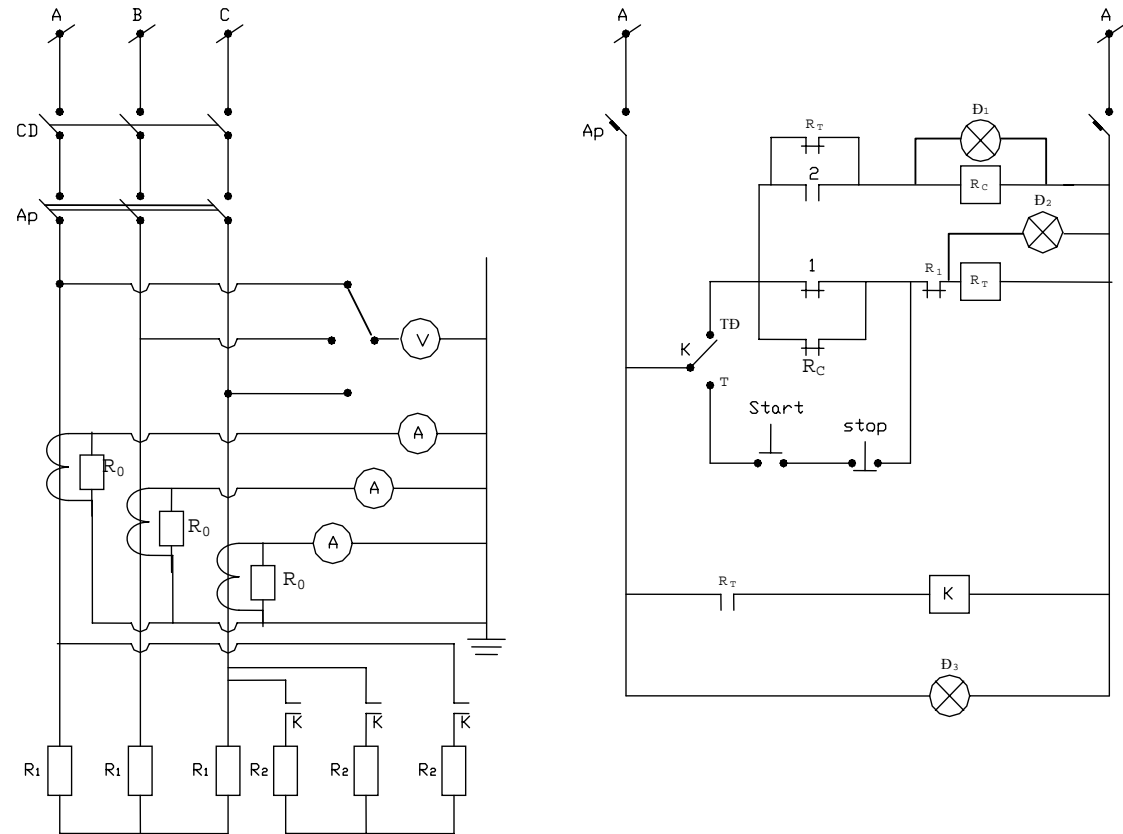 A B C
A A
CD
Ap
Ap
Đ1
RT
2
RC
Đ2
1
R1
RT
TĐ
K
RC
T
V
Start
stop
A
R0
A
R0
A
R0
RT
K
Đ3
K K K
R1 R1 R1 R2 R2 R2